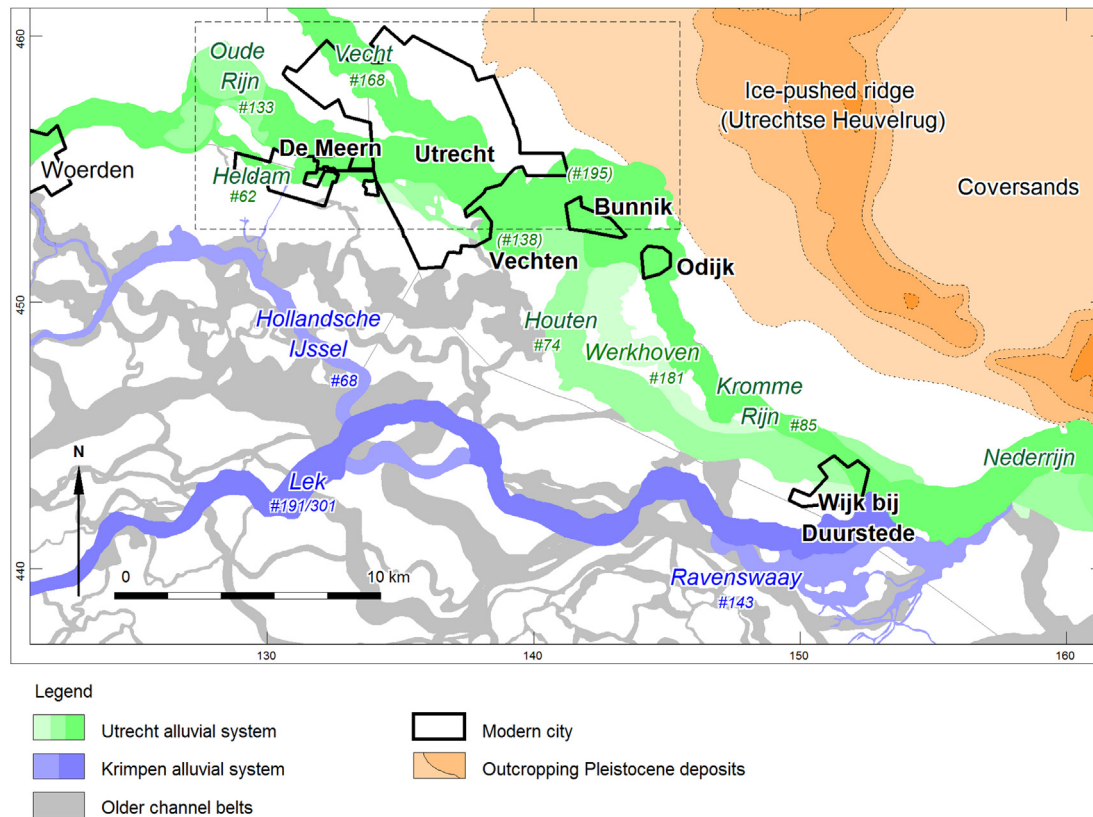 460
450
440
130
140
150
160
Oude
Rijn
#133
Vecht
#168
Ice-pushed ridge
(Utrechtse Heuvelrug)
Coversands
Woerden
De Meern
Utrecht
Heldam
#62
(#195)
Bunnik
(#138)
Vechten
Odijk
Hollandsche
IJssel
#68
Houten
#74
Werkhoven
#181
Kromme
Rijn
#85
Nederrijn
Lek
#191/301
Wijk bij
Duurstede
Ravenswaay
#143
N
0
10 km
Legend
Utrecht alluvial system
Krimpen alluvial system
Older channel belts
Modern city
Outcropping Pleistocene deposits